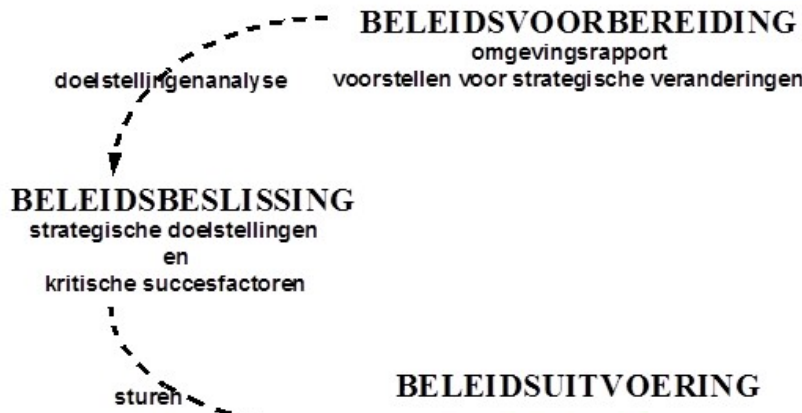 BELEIDSVOORBEREIDING
omgevingsrapport
voorstellen voor strategische veranderingen
doelstellingenanalyse
BELEIDSBESLISSING
strategische doelstellingen
en
kritische succesfactoren
sturen
BELEIDSUITVOERING